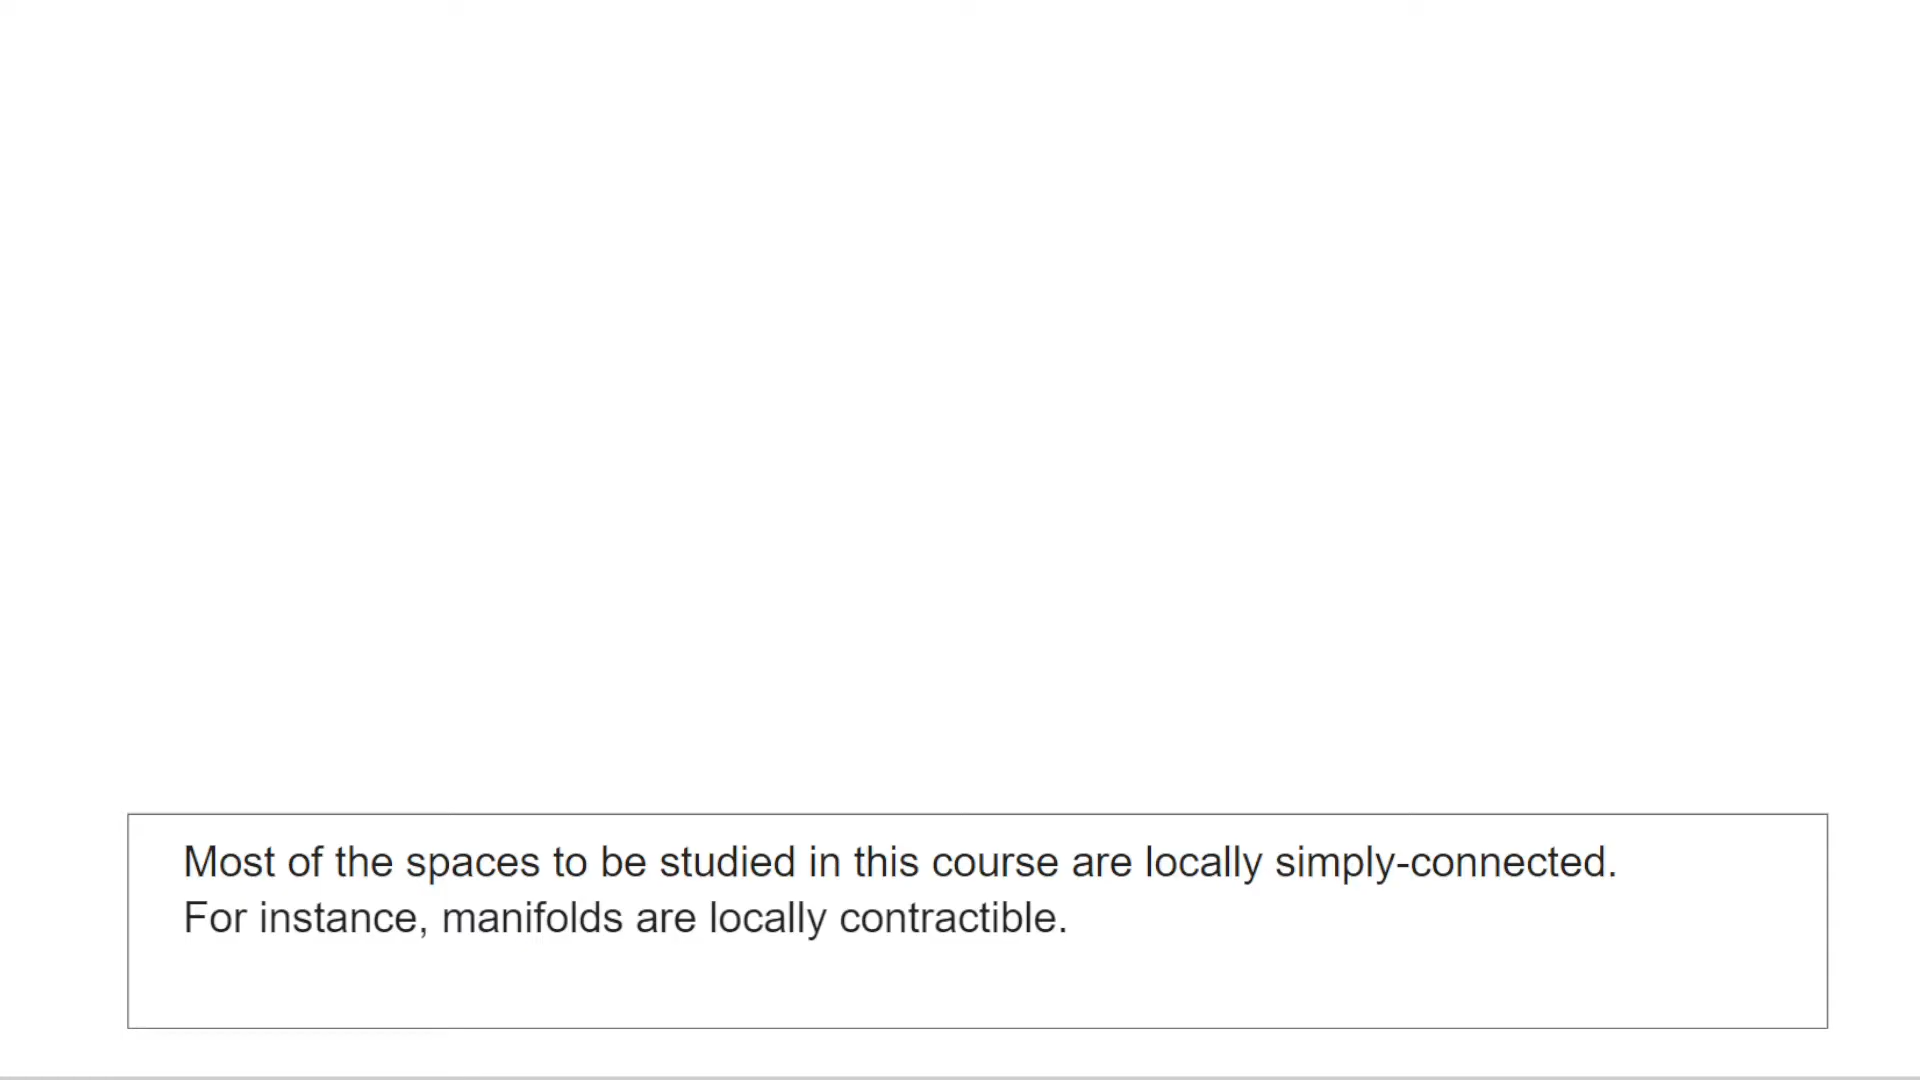 Most of the spaces to be studied in this course are locally simply-connected.
For instance, manifolds are locally contractible.